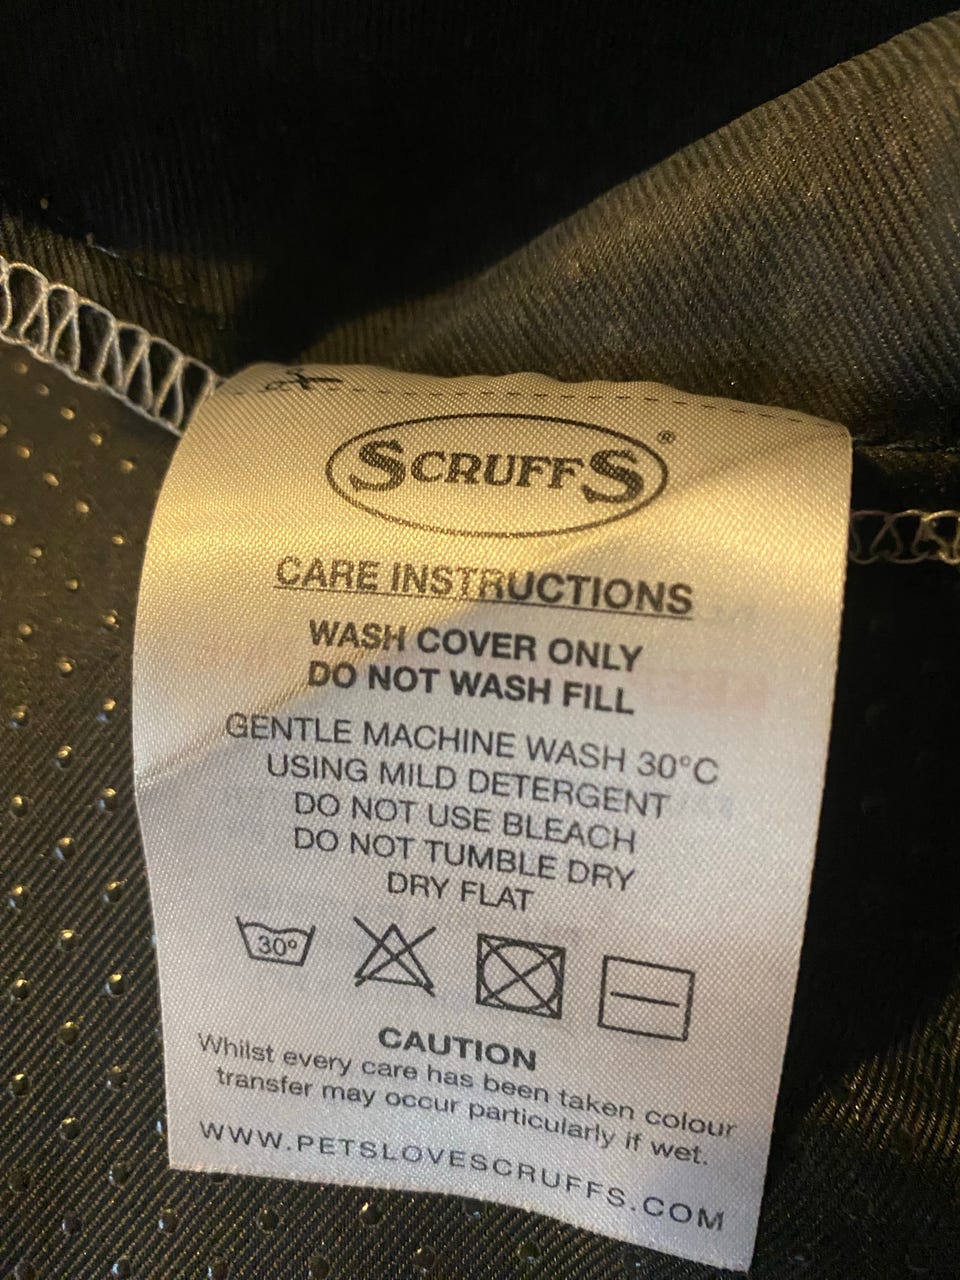 SCRUFFS®
CARE INSTRUCTIONS
WASH COVER ONLY
DO NOT WASH FILL
GENTLE MACHINE WASH 30°C
USING MILD DETERGENT
DO NOT USE BLEACH
DO NOT TUMBLE DRY
DRY FLAT
30°
CAUTION
Whilst every care has been taken colour
transfer may occur particularly if wet.
WWW.PETSLOVESCRUFFS.COM